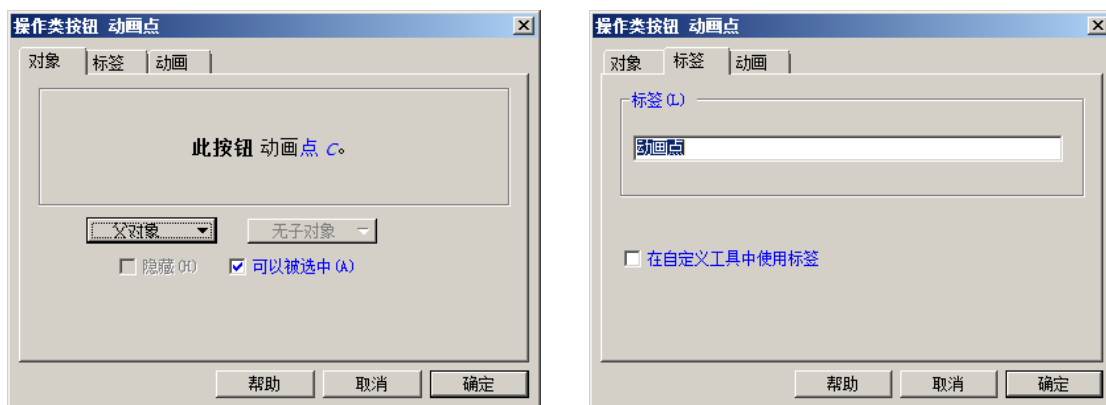 操作类按钮 动画点
对象 标签 动画
此按钮 动画点 C。
父对象 无子对象
隐藏(H) 可以被选中(A)
帮助 取消 确定
操作类按钮 动画点
对象 标签 动画
标签(L)
动画点
在自定义工具中使用标签
帮助 取消 确定